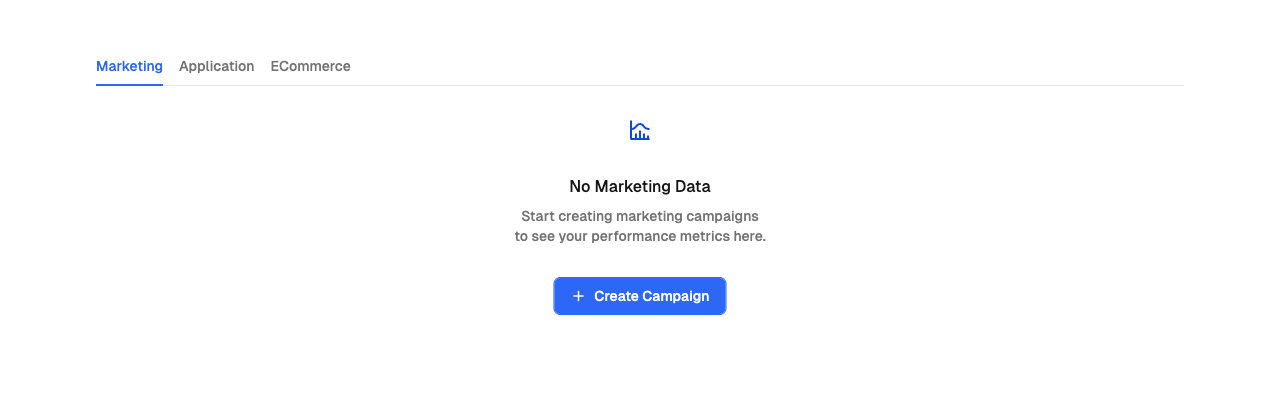 Marketing Application ECommerce
No Marketing Data
Start creating marketing campaigns
to see your performance metrics here.
Create Campaign